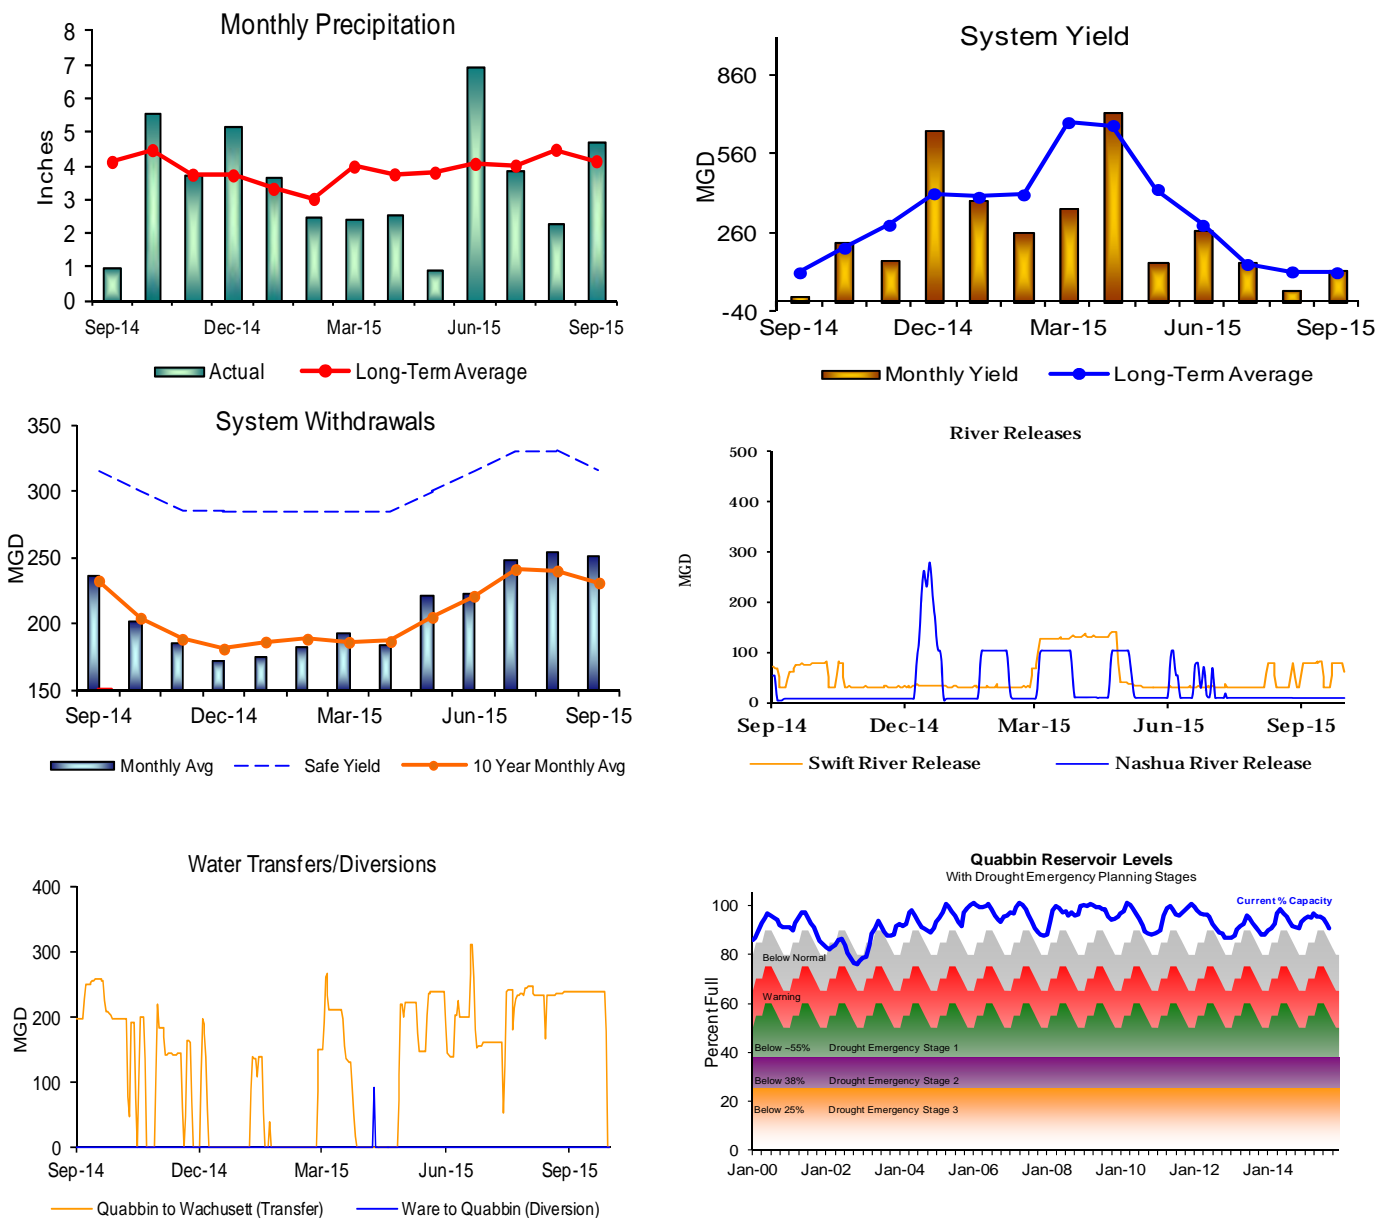 Monthly Precipitation
8
7
6
5
4
3
2
1
0
Inches
Sep-14 Dec-14 Mar-15 Jun-15 Sep-15
Actual Long-Term Average
System Yield
860
560
260
-40
MGD
Sep-14 Dec-14 Mar-15 Jun-15 Sep-15
Monthly Yield Long-Term Average
System Withdrawals
350
300
250
200
150
MGD
Sep-14 Dec-14 Mar-15 Jun-15 Sep-15
Monthly Avg Safe Yield 10 Year Monthly Avg
River Releases
500
400
300
200
100
0
MGD
Sep-14 Dec-14 Mar-15 Jun-15 Sep-15
Swift River Release Nashua River Release
Water Transfers/Diversions
400
300
200
100
0
MGD
Sep-14 Dec-14 Mar-15 Jun-15 Sep-15
Quabbin to Wachusett (Transfer) Ware to Quabbin (Diversion)
Quabbin Reservoir Levels
With Drought Emergency Planning Stages
Current % Capacity
100
80
60
40
20
0
Percent Full
Below Normal
Warning
Below ~55% Drought Emergency Stage 1
Below 38% Drought Emergency Stage 2
Below 25% Drought Emergency Stage 3
Jan-00 Jan-02 Jan-04 Jan-06 Jan-08 Jan-10 Jan-12 Jan-14